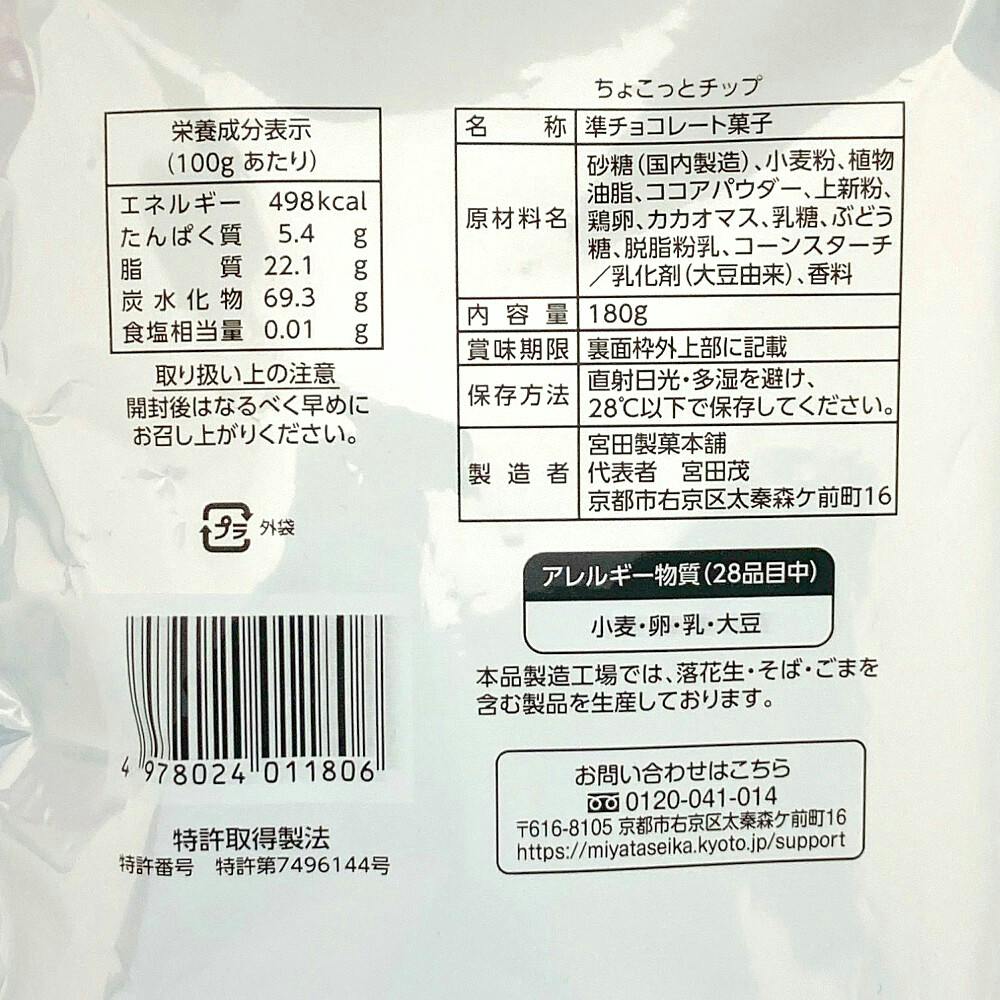 栄養成分表示
(100g あたり)
エネルギー 498kcal
たんぱく質 5.4 g
脂質 22.1 g
炭水化物 69.3 g
食塩相当量 0.01 g
取り扱い上の注意
開封後はなるべく早めに
お召し上がりください。
プラ 外袋
4 978024 011806
特許取得製法
特許番号 特許第7496144号
ちょこっとチップ
名称 準チョコレート菓子
原材料名 砂糖(国内製造)、小麦粉、植物
油脂、ココアパウダー、上新粉、
鶏卵、カカオマス、乳糖、ぶどう
糖、脱脂粉乳、コーンスターチ
/乳化剤(大豆由来)、香料
内容量 180g
賞味期限 裏面枠外上部に記載
保存方法 直射日光・多湿を避け、
28℃以下で保存してください。
製造者 宮田製菓本舗
代表者 宮田茂
京都市右京区太秦森ケ前町16
アレルギー物質(28品目中)
小麦・卵・乳・大豆
本品製造工場では、落花生・そば・ごまを
含む製品を生産しております。
お問い合わせはこちら
0120-041-014
〒616-8105 京都市右京区太秦森ケ前町16
https://miyataseika.kyoto.jp/support